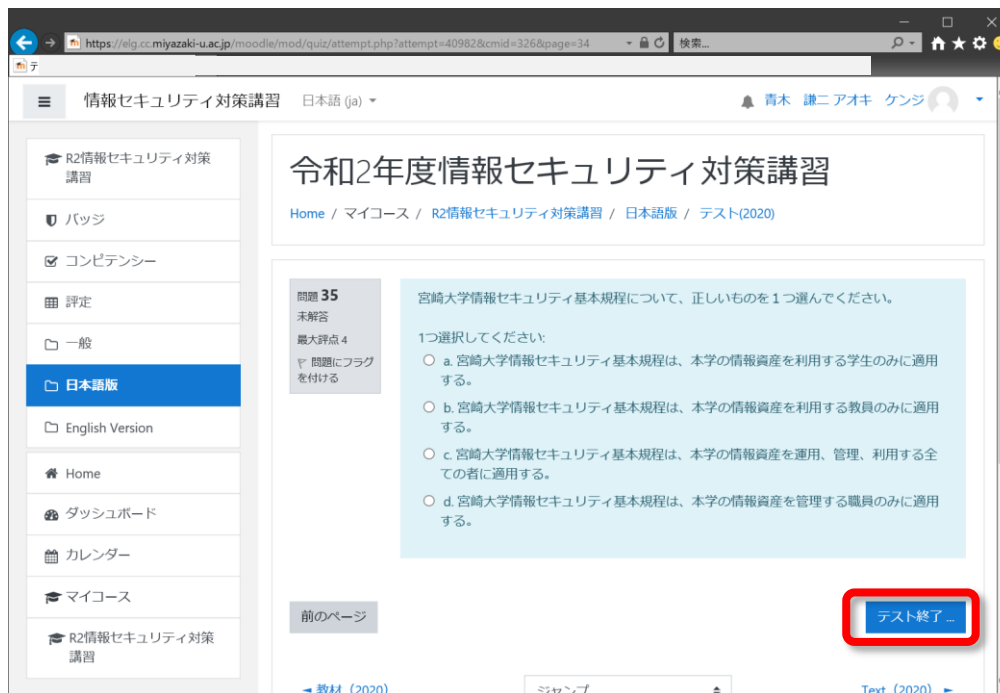 https://elg.cc.miyazaki-u.ac.jp/moodle/mod/quiz/attempt.php?attempt=40982&cmid=326&page=34
検索...
テ
情報セキュリティ対策講習 日本語 (ja)
青木 謙二 アオキ ケンジ
R2情報セキュリティ対策
講習
バッジ
コンピテンシー
評定
一般
日本語版
English Version
Home
ダッシュボード
カレンダー
マイコース
R2情報セキュリティ対策
講習
令和2年度情報セキュリティ対策講習
Home / マイコース / R2情報セキュリティ対策講習 / 日本語版 / テスト(2020)
問題 35
未解答
最大評点 4
問題にフラグ
を付ける
宮崎大学情報セキュリティ基本規程について、正しいものを１つ選んでください。
1つ選択してください:
a. 宮崎大学情報セキュリティ基本規程は、本学の情報資産を利用する学生のみに適用
する。
b. 宮崎大学情報セキュリティ基本規程は、本学の情報資産を利用する教員のみに適用
する。
c. 宮崎大学情報セキュリティ基本規程は、本学の情報資産を運用、管理、利用する全
ての者に適用する。
d. 宮崎大学情報セキュリティ基本規程は、本学の情報資産を管理する職員のみに適用
する。
前のページ
テスト終了 ...
◄ 教材（2020）
ジャンプ
Text（2020） ►